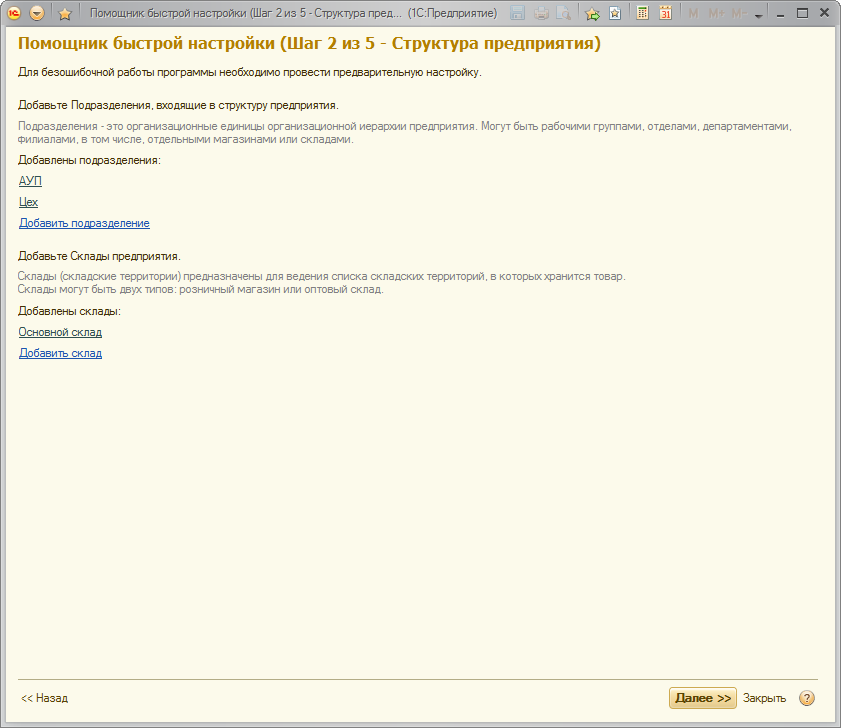 Помощник быстрой настройки (Шаг 2 из 5 - Структура пред... (1С:Предприятие)
31
M M+ M-
Помощник быстрой настройки (Шаг 2 из 5 - Структура предприятия)
Для безошибочной работы программы необходимо провести предварительную настройку.
Добавьте Подразделения, входящие в структуру предприятия.
Подразделения - это организационные единицы организационной иерархии предприятия. Могут быть рабочими группами, отделами, департаментами,
филиалами, в том числе, отдельными магазинами или складами.
Добавлены подразделения:
АУП
Цех
Добавить подразделение
Добавьте Склады предприятия.
Склады (складские территории) предназначены для ведения списка складских территорий, в которых хранится товар.
Склады могут быть двух типов: розничный магазин или оптовый склад.
Добавлены склады:
Основной склад
Добавить склад
<< Назад
Далее >> Закрыть ?